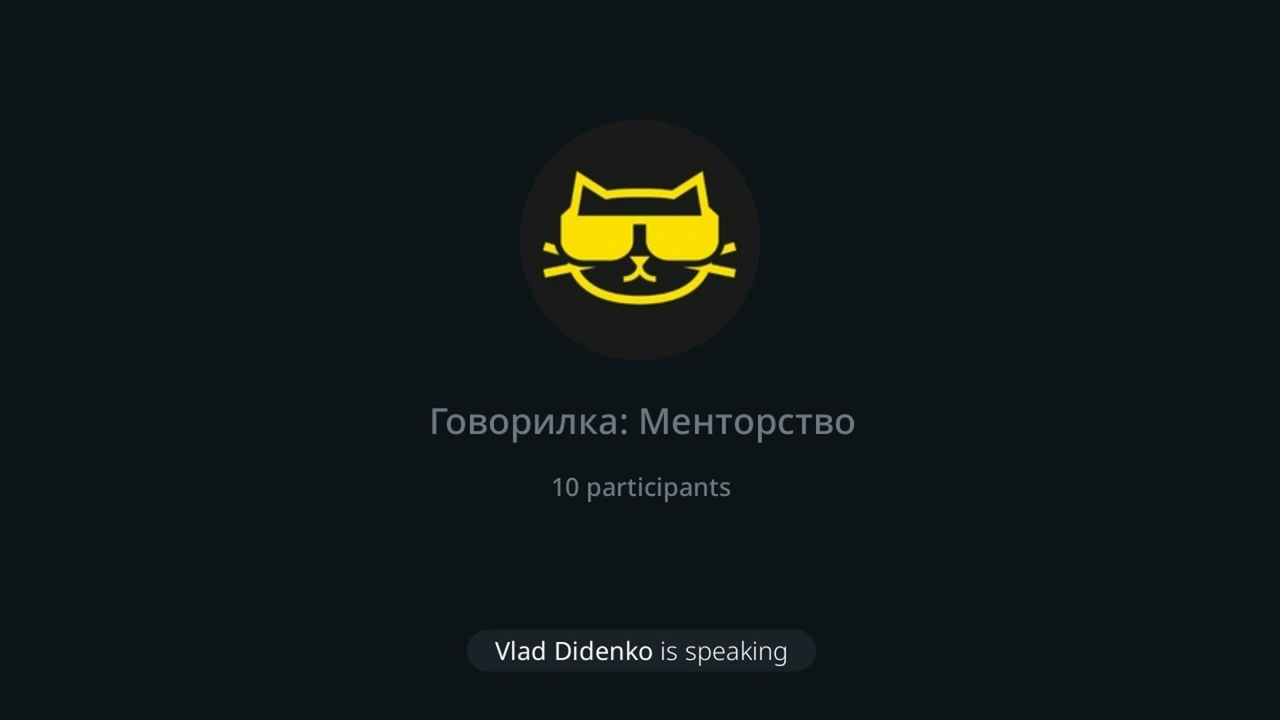 Говорилка: Менторство
10 participants
Vlad Didenko is speaking